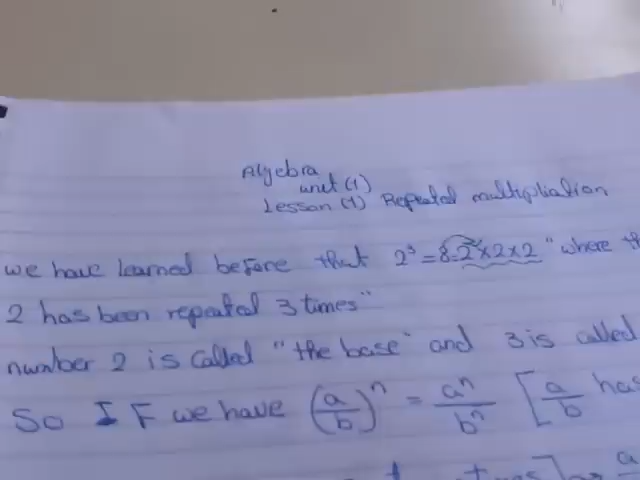 Algebra
unit (1)
Lesson (1) Repeated multiplication
we have learned before that 2³ = 8 = 2 × 2 × 2 " where
2 has been repeated 3 times"
number 2 is called "the base" and 3 is called
So IF we have (a/b)ⁿ = aⁿ/bⁿ [a/b has